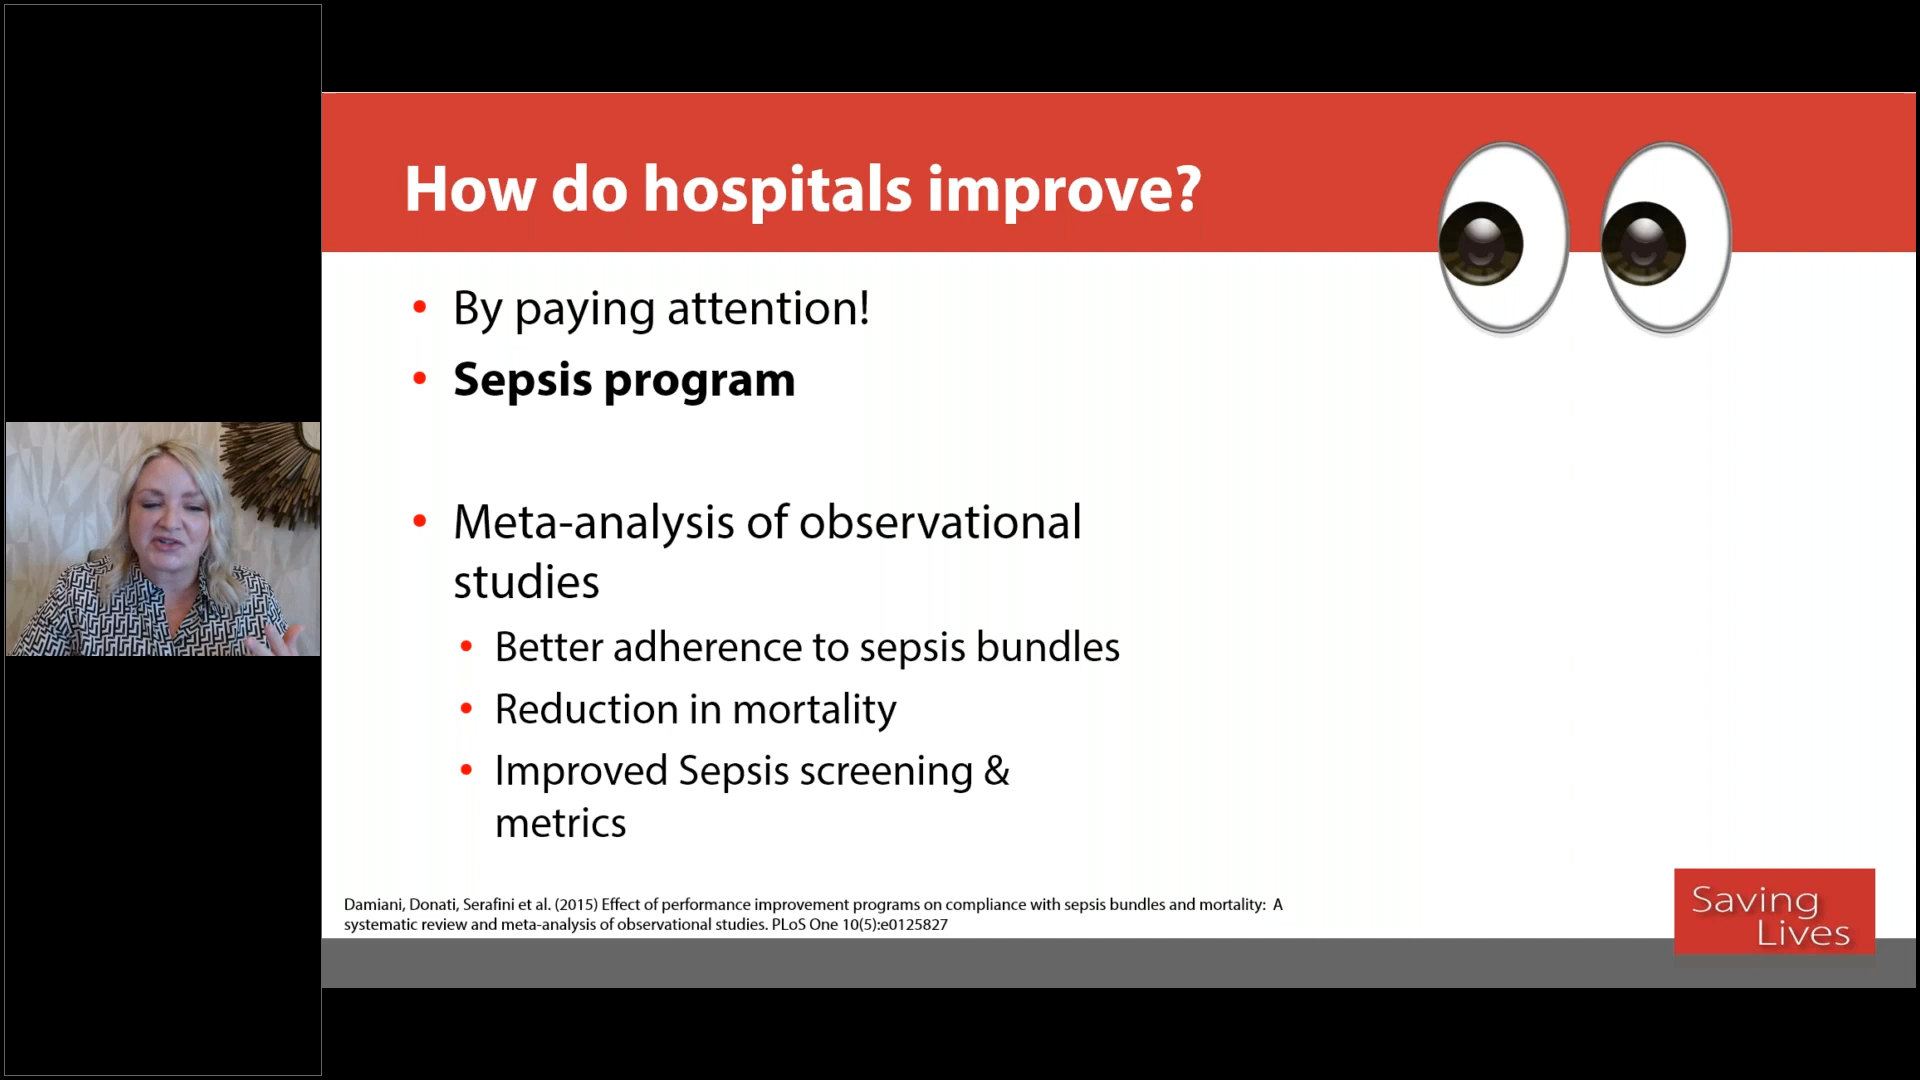 How do hospitals improve?
By paying attention!
Sepsis program
Meta-analysis of observational
studies
Better adherence to sepsis bundles
Reduction in mortality
Improved Sepsis screening &
metrics
Damiani, Donati, Serafini et al. (2015) Effect of performance improvement programs on compliance with sepsis bundles and mortality: A
systematic review and meta-analysis of observational studies. PLoS One 10(5):e0125827
Saving
Lives